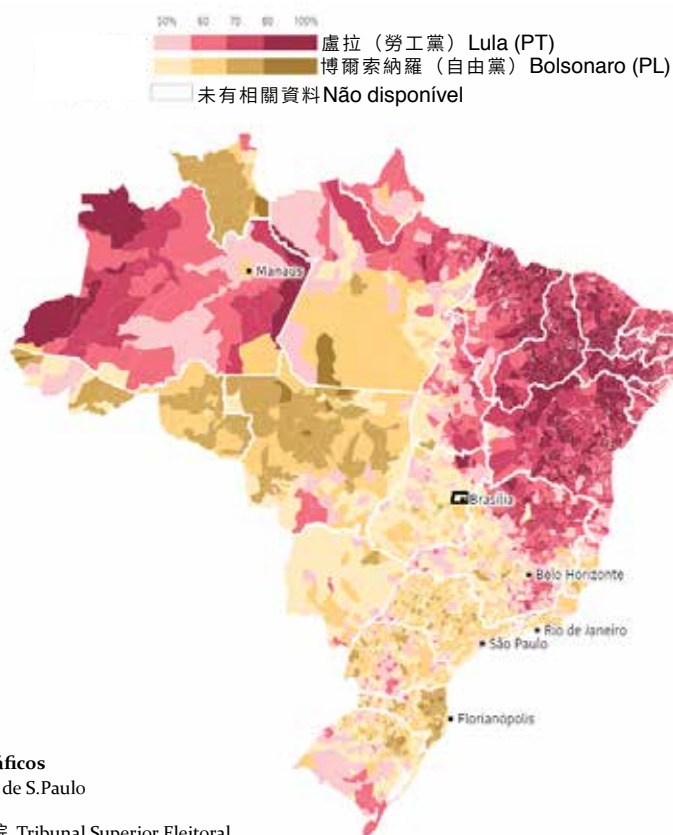 50% 60 70 80 100%
盧拉（勞工黨）Lula (PT)
博爾索納羅（自由黨）Bolsonaro (PL)
未有相關資料Não disponível
Manaus
Brasília
Belo Horizonte
Rio de Janeiro
São Paulo
Florianópolis
áficos
de S.Paulo
院 Tribunal Superior Eleitoral